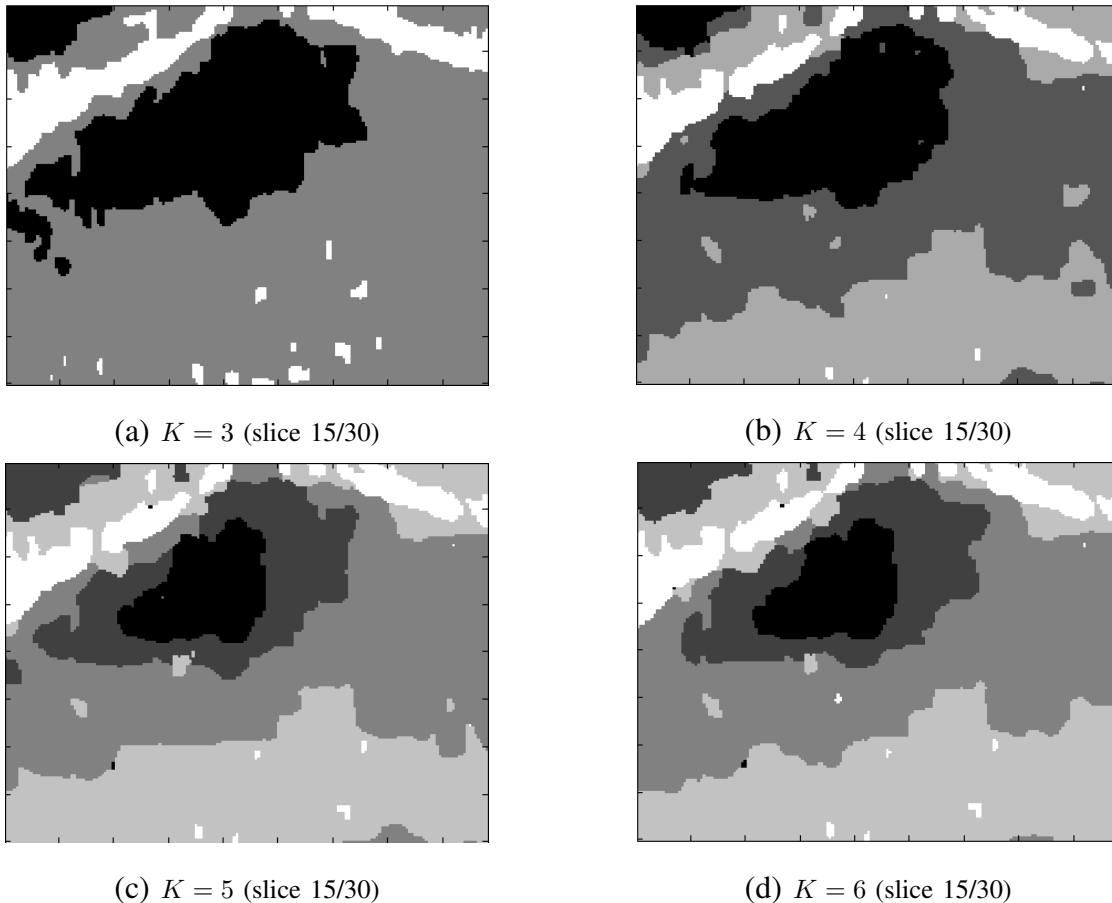 (a) K = 3 (slice 15/30)
(b) K = 4 (slice 15/30)
(c) K = 5 (slice 15/30)
(d) K = 6 (slice 15/30)